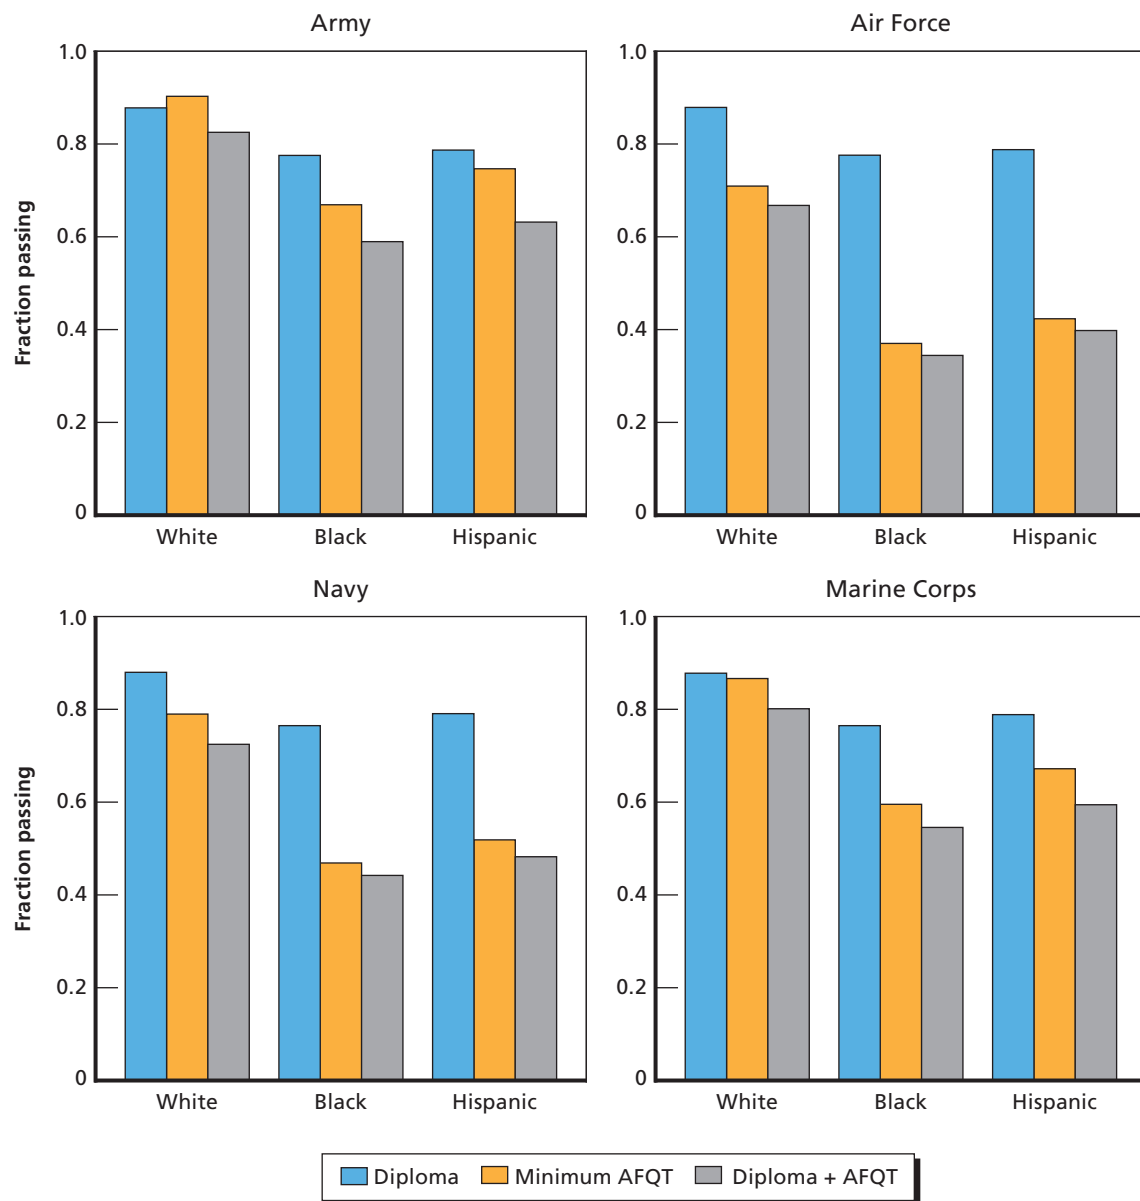 Army
Air Force
Fraction passing
1.0
0.8
0.6
0.4
0.2
0
White Black Hispanic
1.0
0.8
0.6
0.4
0.2
0
White Black Hispanic
Navy
Marine Corps
Fraction passing
1.0
0.8
0.6
0.4
0.2
0
White Black Hispanic
1.0
0.8
0.6
0.4
0.2
0
White Black Hispanic
Diploma Minimum AFQT Diploma + AFQT